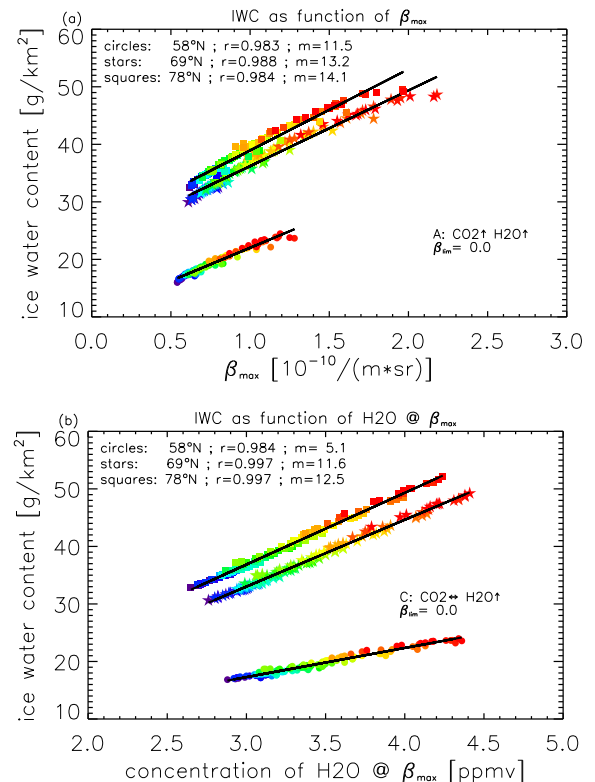 (a)
IWC as function of βmax
circles: 58°N ; r=0.983 ; m=11.5
stars: 69°N ; r=0.988 ; m=13.2
squares: 78°N ; r=0.984 ; m=14.1
ice water content [g/km²]
60
50
40
30
20
10
A: CO2↑ H2O↑
βlim= 0.0
0.0 0.5 1.0 1.5 2.0 2.5 3.0
βmax [10⁻¹⁰/(m*sr)]
(b)
IWC as function of H2O @ βmax
circles: 58°N ; r=0.984 ; m= 5.1
stars: 69°N ; r=0.997 ; m=11.6
squares: 78°N ; r=0.997 ; m=12.5
ice water content [g/km²]
60
50
40
30
20
10
C: CO2↔ H2O↑
βlim= 0.0
2.0 2.5 3.0 3.5 4.0 4.5 5.0
concentration of H2O @ βmax [ppmv]